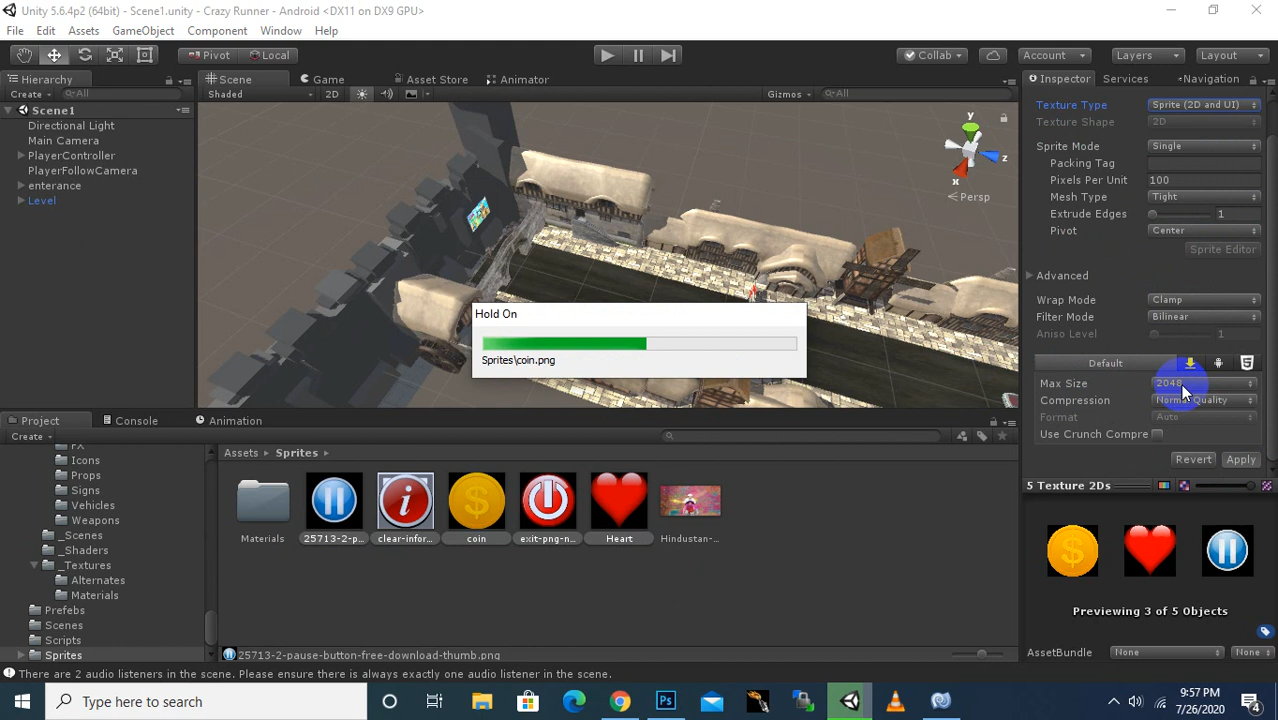 Unity 5.6.4p2 (64bit) - Scene1.unity - Crazy Runner - Android <DX11 on DX9 GPU>
File Edit Assets GameObject Component Window Help
Pivot Local Collab Account Layers Layout
Hierarchy
Create All
Scene1
Directional Light
Main Camera
PlayerController
PlayerFollowCamera
enterance
Level
Scene Game Asset Store Animator
Shaded 2D Gizmos All
y
z
x
Persp
Hold On
Sprites\coin.png
Inspector Services Navigation
Texture Type Sprite (2D and UI)
Texture Shape 2D
Sprite Mode Single
Packing Tag
Pixels Per Unit 100
Mesh Type Tight
Extrude Edges 1
Pivot Center
Sprite Editor
Advanced
Wrap Mode Clamp
Filter Mode Bilinear
Aniso Level 1
Default
Max Size 2048
Compression Normal Quality
Format Auto
Use Crunch Compre
Revert Apply
5 Texture 2Ds
Previewing 3 of 5 Objects
AssetBundle None None
Project Console Animation
Create
FX
Icons
Props
Signs
Vehicles
Weapons
_Scenes
_Shaders
_Textures
Alternates
Materials
Prefebs
Scenes
Scripts
Sprites
Assets Sprites
Materials 25713-2-p... clear-infor... coin exit-png-n... Heart Hindustan-...
25713-2-pause-button-free-download-thumb.png
There are 2 audio listeners in the scene. Please ensure there is always exactly one audio listener in the scene.
Type here to search
Ps
9:57 PM
7/26/2020
4